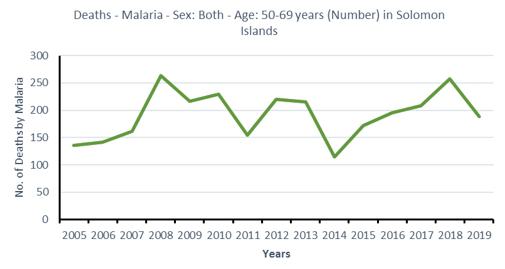 Deaths - Malaria - Sex: Both - Age: 50-69 years (Number) in Solomon
Islands
No. of Deaths by Malaria
300
250
200
150
100
50
0
2005 2006 2007 2008 2009 2010 2011 2012 2013 2014 2015 2016 2017 2018 2019
Years